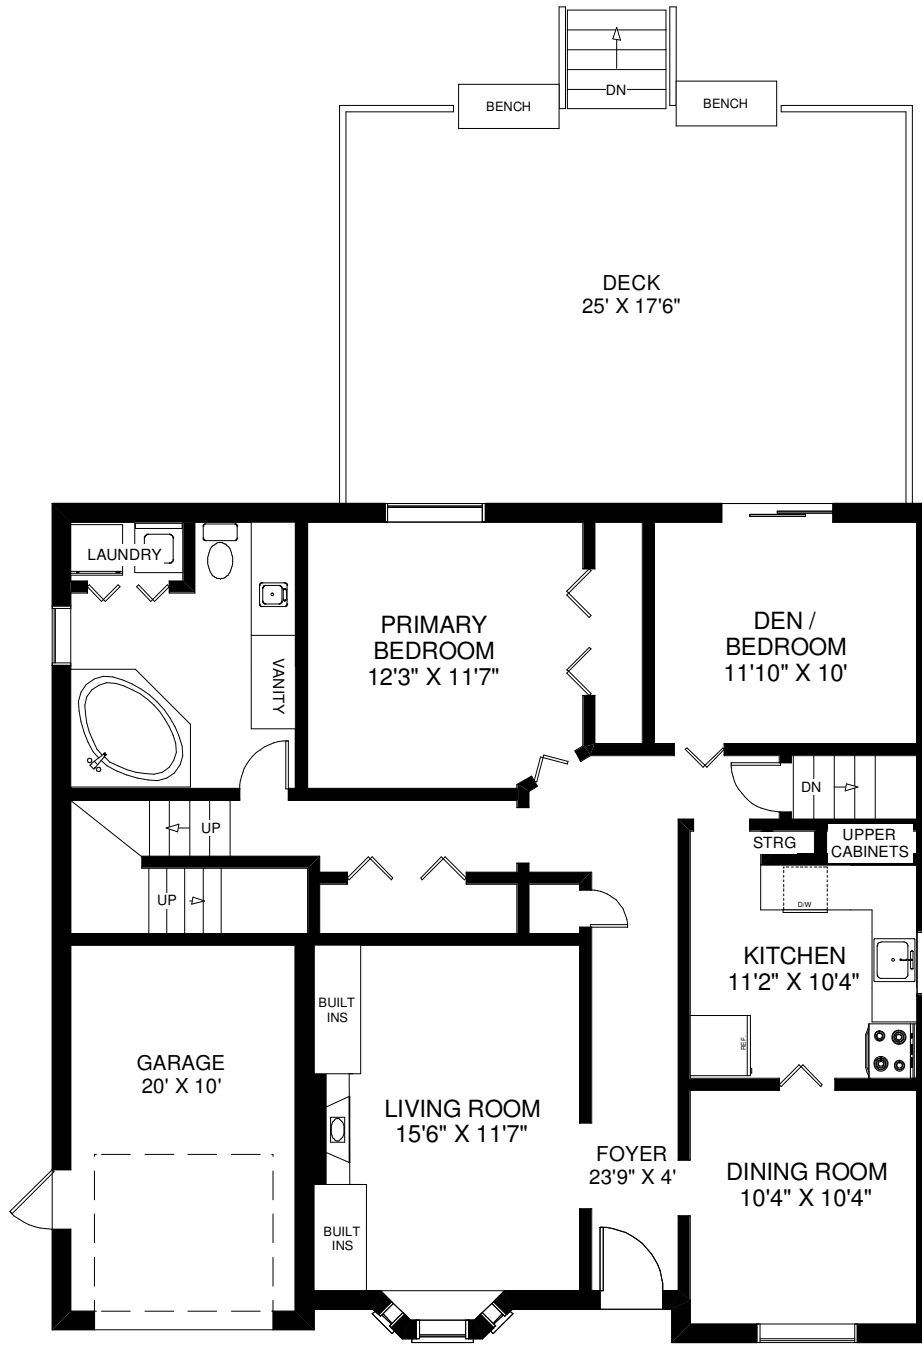 DN
BENCH
BENCH
DECK
25' X 17'6"
LAUNDRY
VANITY
PRIMARY
BEDROOM
12'3" X 11'7"
DEN /
BEDROOM
11'10" X 10'
DN
UP
UP
STRG
UPPER
CABINETS
D/W
KITCHEN
11'2" X 10'4"
REF.
BUILT
INS
GARAGE
20' X 10'
LIVING ROOM
15'6" X 11'7"
FOYER
23'9" X 4'
DINING ROOM
10'4" X 10'4"
BUILT
INS